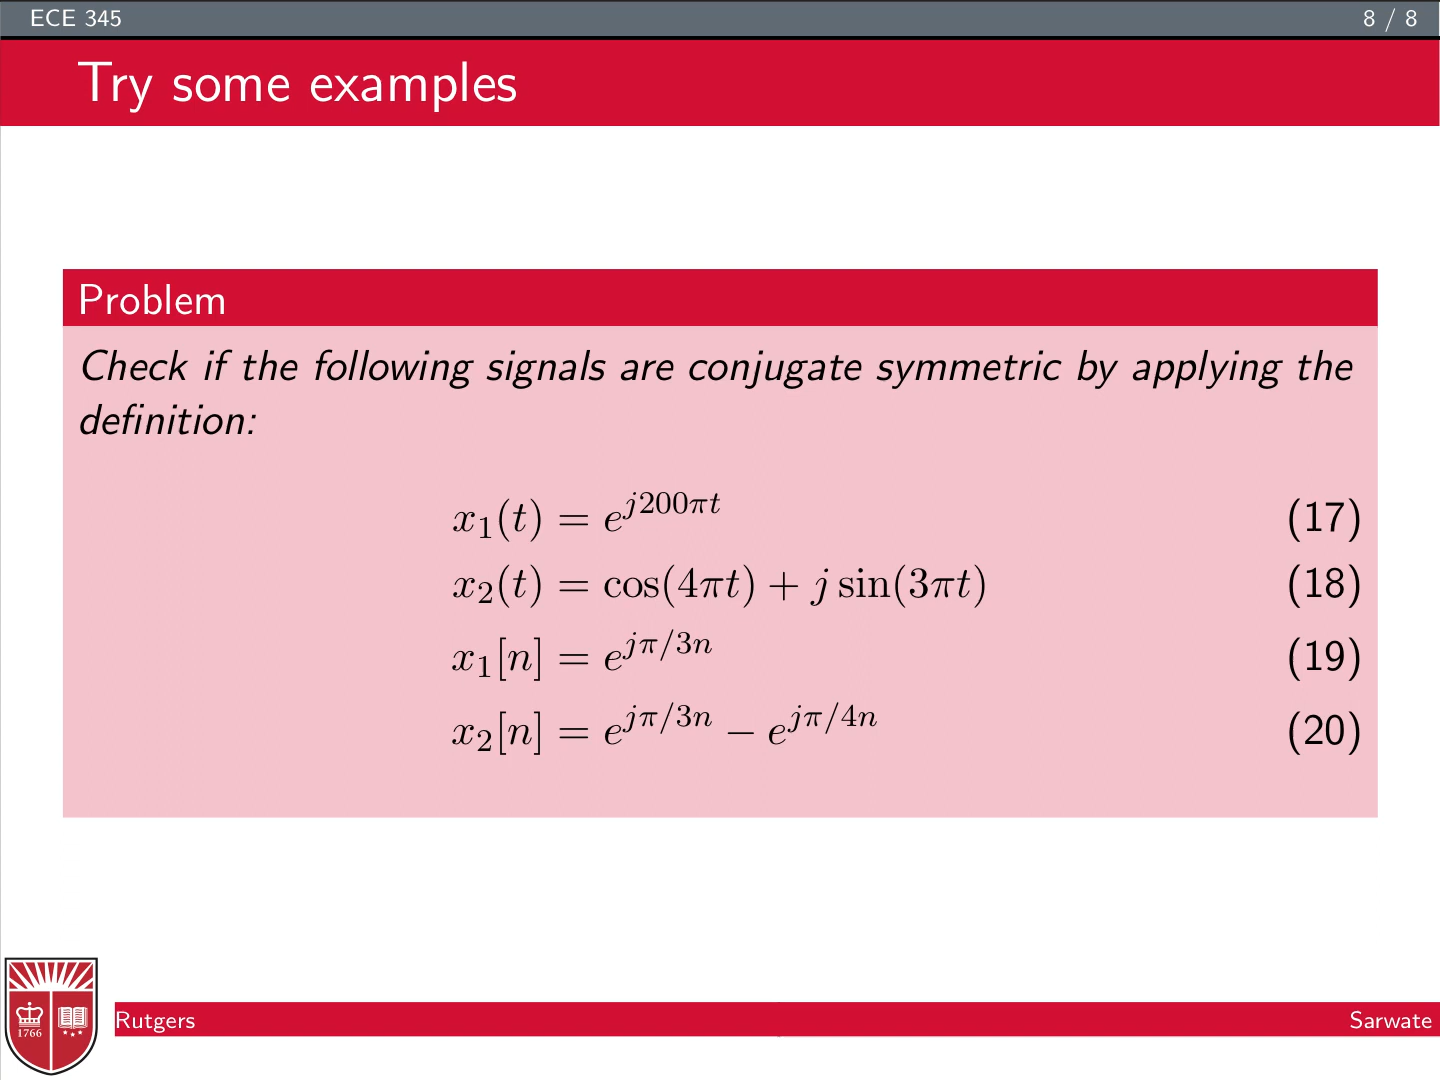 ECE 345 8 / 8
Try some examples
Problem
Check if the following signals are conjugate symmetric by applying the
definition:
x₁(t) = e^{j200πt} (17)
x₂(t) = cos(4πt) + j sin(3πt) (18)
x₁[n] = e^{jπ/3n} (19)
x₂[n] = e^{jπ/3n} − e^{jπ/4n} (20)
1766
Rutgers Sarwate